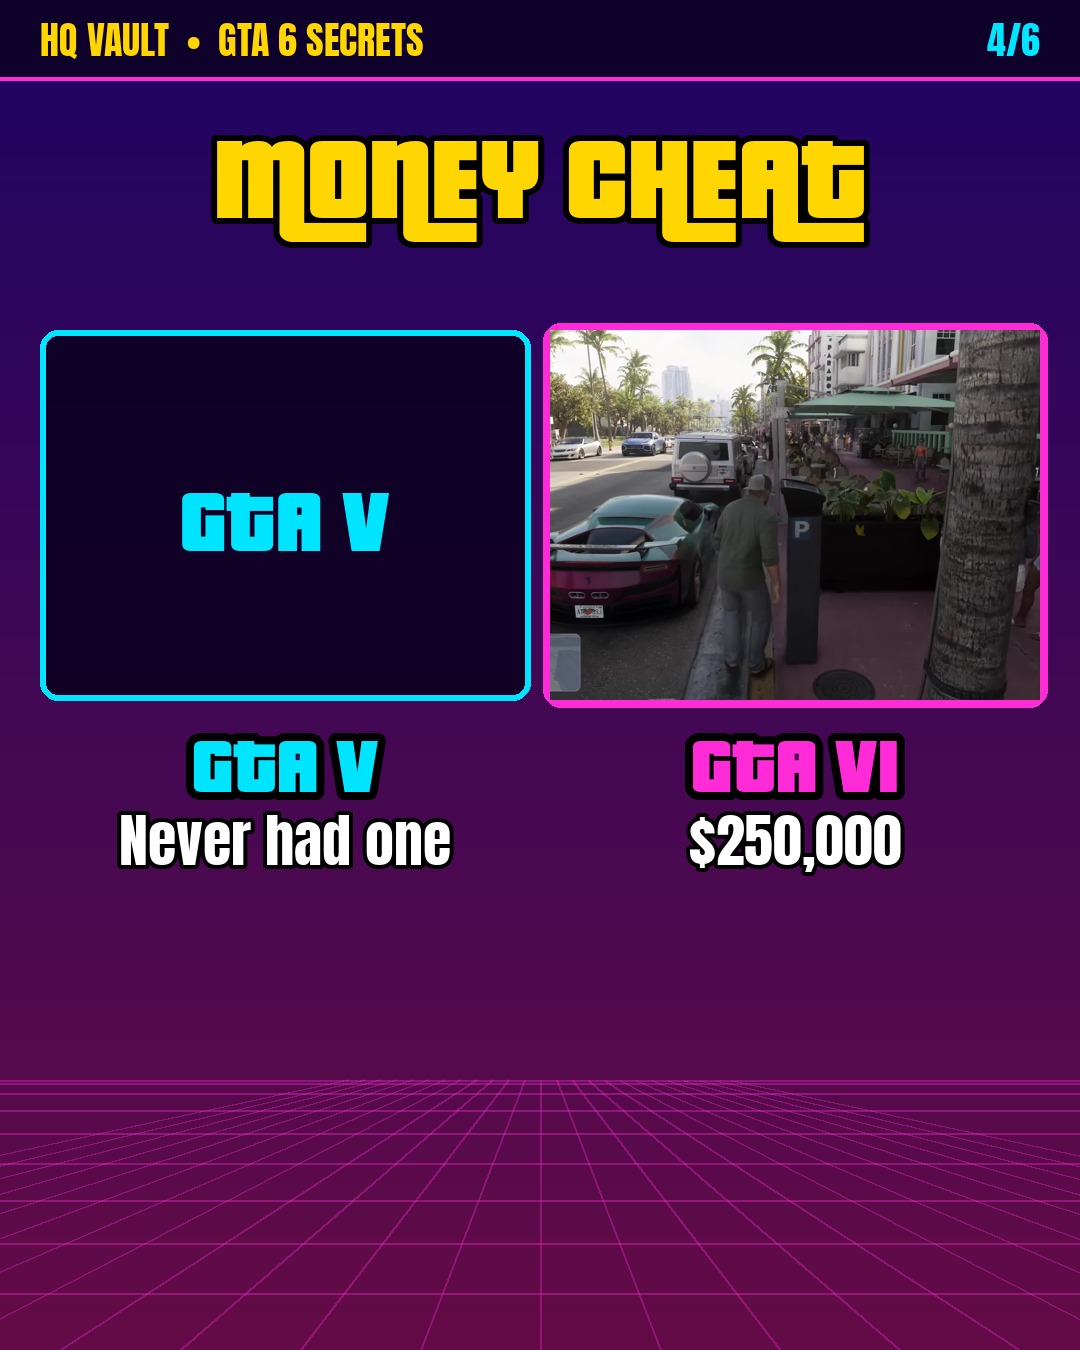 HQ VAULT • GTA 6 SECRETS
4/6
MONEY CHEAT
GTA V
P
GTA V
Never had one
GTA VI
$250,000